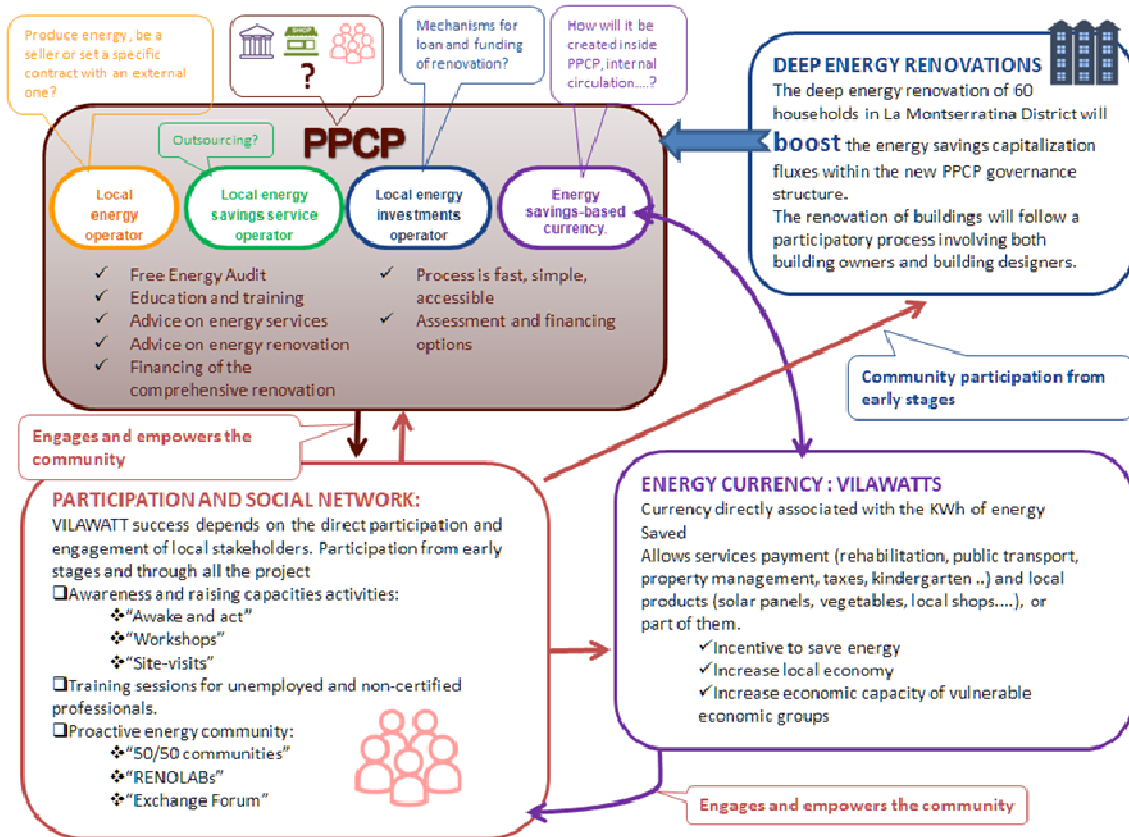 Produce energy, be a
seller or set a specific
contract with an external
one?
SHOP
?
Mechanisms for
loan and funding
of renovation?
How will it be
created inside
PPCP, internal
circulation....?
Outsourcing?
PPCP
Local
energy
operator
Local energy
savings service
operator
Local energy
investments
operator
Energy
savings-based
currency.
✓ Free Energy Audit
✓ Education and training
✓ Advice on energy services
✓ Advice on energy renovation
✓ Financing of the
comprehensive renovation
✓ Process is fast, simple,
accessible
✓ Assessment and financing
options
DEEP ENERGY RENOVATIONS
The deep energy renovation of 60
households in La Montserratina District will
boost the energy savings capitalization
fluxes within the new PPCP governance
structure.
The renovation of buildings will follow a
participatory process involving both
building owners and building designers.
Community participation from
early stages
Engages and empowers the
community
PARTICIPATION AND SOCIAL NETWORK:
VILAWATT success depends on the direct participation and
engagement of local stakeholders. Participation from early
stages and through all the project
❑Awareness and raising capacities activities:
❖“Awake and act”
❖“Workshops”
❖“Site-visits”
❑Training sessions for unemployed and non-certified
professionals.
❑Proactive energy community:
❖“50/50 communities”
❖“RENOLABs”
❖“Exchange Forum”
ENERGY CURRENCY : VILAWATTS
Currency directly associated with the KWh of energy
Saved
Allows services payment (rehabilitation, public transport,
property management, taxes, kindergarten ..) and local
products (solar panels, vegetables, local shops....), or
part of them.
✓Incentive to save energy
✓Increase local economy
✓Increase economic capacity of vulnerable
economic groups
Engages and empowers the community